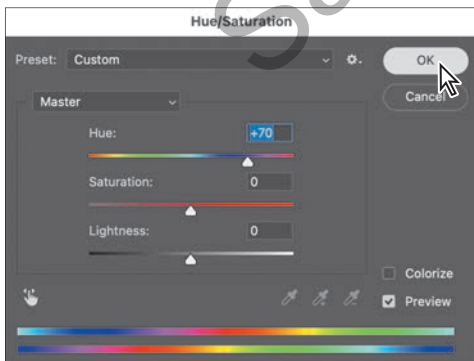 Hue/Saturation
Preset: Custom
OK
Master
Cancel
Hue: +70
Saturation: 0
Lightness: 0
Colorize
Preview